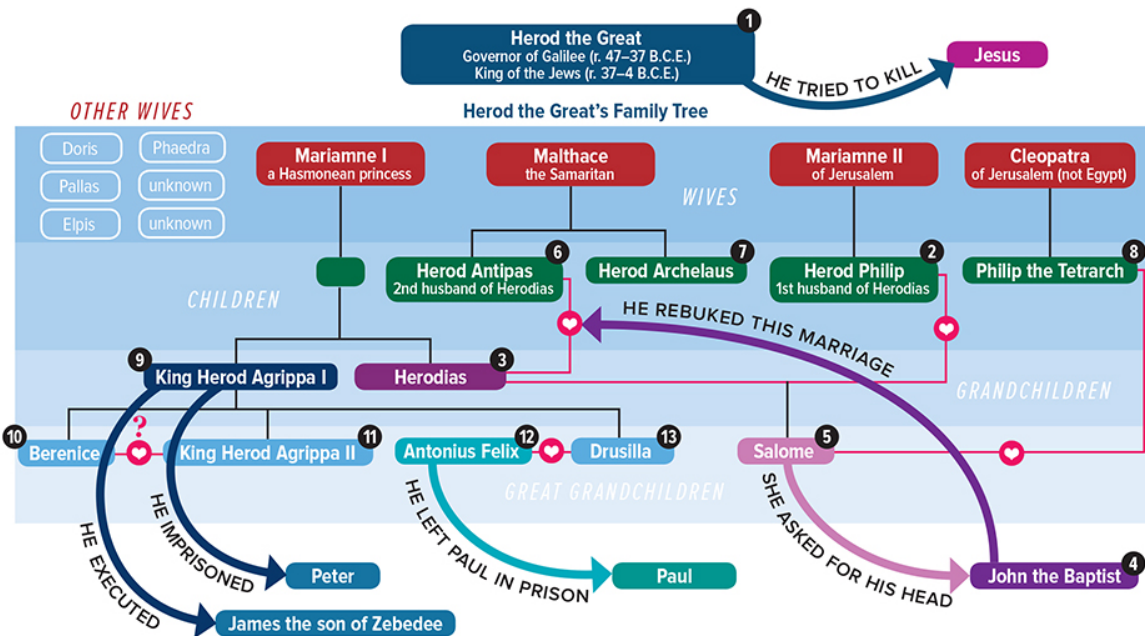 1
Herod the Great
Governor of Galilee (r. 47–37 B.C.E.)
King of the Jews (r. 37–4 B.C.E.)
HE TRIED TO KILL
Jesus
OTHER WIVES
Herod the Great's Family Tree
Doris
Phaedra
Pallas
unknown
Elpis
unknown
Mariamne I
a Hasmonean princess
Malthace
the Samaritan
Mariamne II
of Jerusalem
Cleopatra
of Jerusalem (not Egypt)
WIVES
6
Herod Antipas
2nd husband of Herodias
7
Herod Archelaus
2
Herod Philip
1st husband of Herodias
8
Philip the Tetrarch
CHILDREN
HE REBUKED THIS MARRIAGE
9
King Herod Agrippa I
3
Herodias
GRANDCHILDREN
10
Berenice
?
11
King Herod Agrippa II
12
Antonius Felix
13
Drusilla
5
Salome
GREAT GRANDCHILDREN
HE EXECUTED
HE IMPRISONED
HE LEFT PAUL IN PRISON
SHE ASKED FOR HIS HEAD
Peter
Paul
4
John the Baptist
James the son of Zebedee